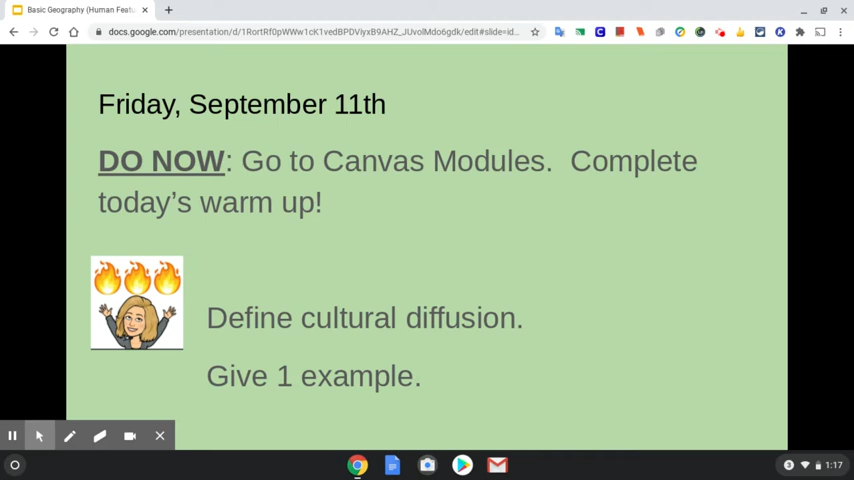 Basic Geography (Human Featu
docs.google.com/presentation/d/1RortRf0pWWw1cK1vedBPDViyxB9AHZ_JUvolMdo6gdk/edit#slide=id...
Friday, September 11th
DO NOW: Go to Canvas Modules. Complete
today's warm up!
Define cultural diffusion.
Give 1 example.
3 1:17